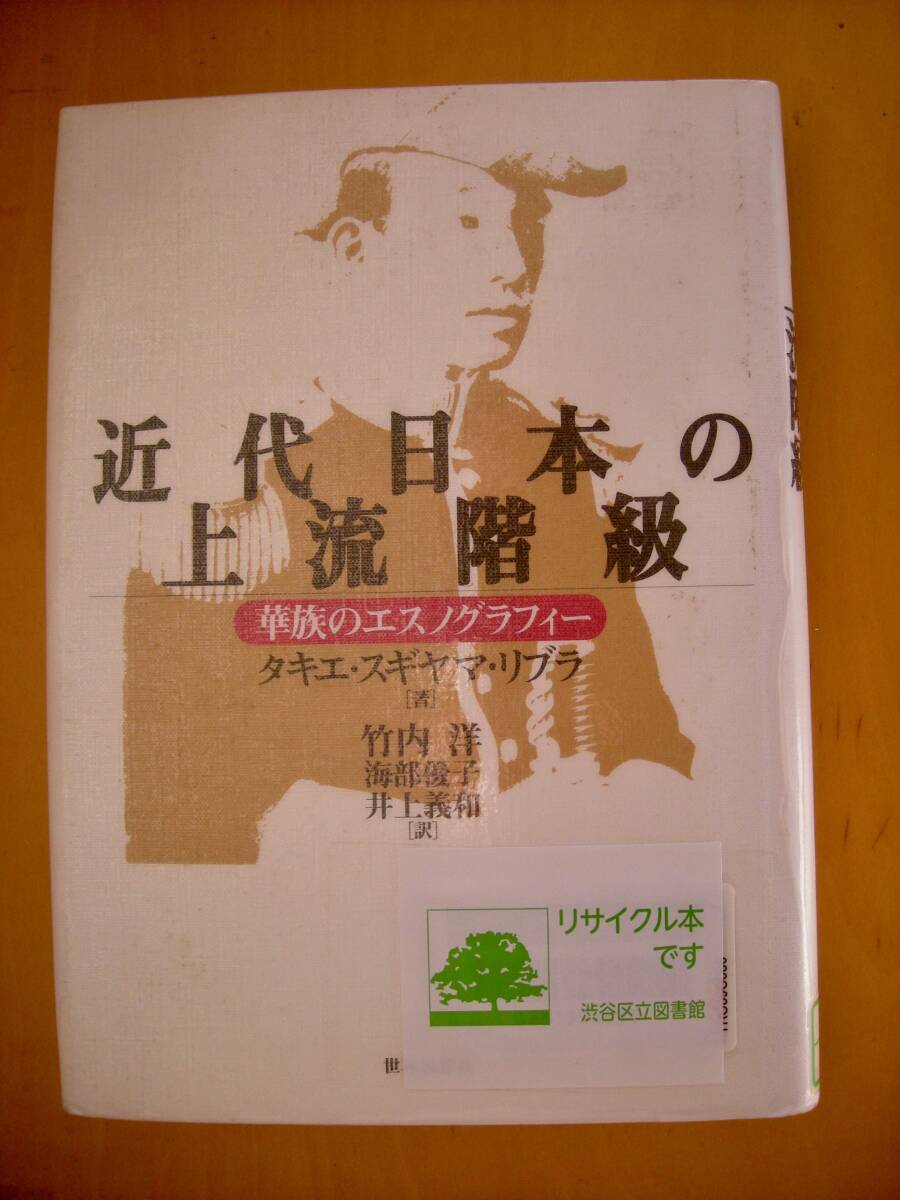 近代日本の
上流階級
華族のエスノグラフィー
タキエ・スギヤマ・リブラ
[著]
竹内 洋
海部優子
井上義和
[訳]
リサイクル本
です
渋谷区立図書館
世